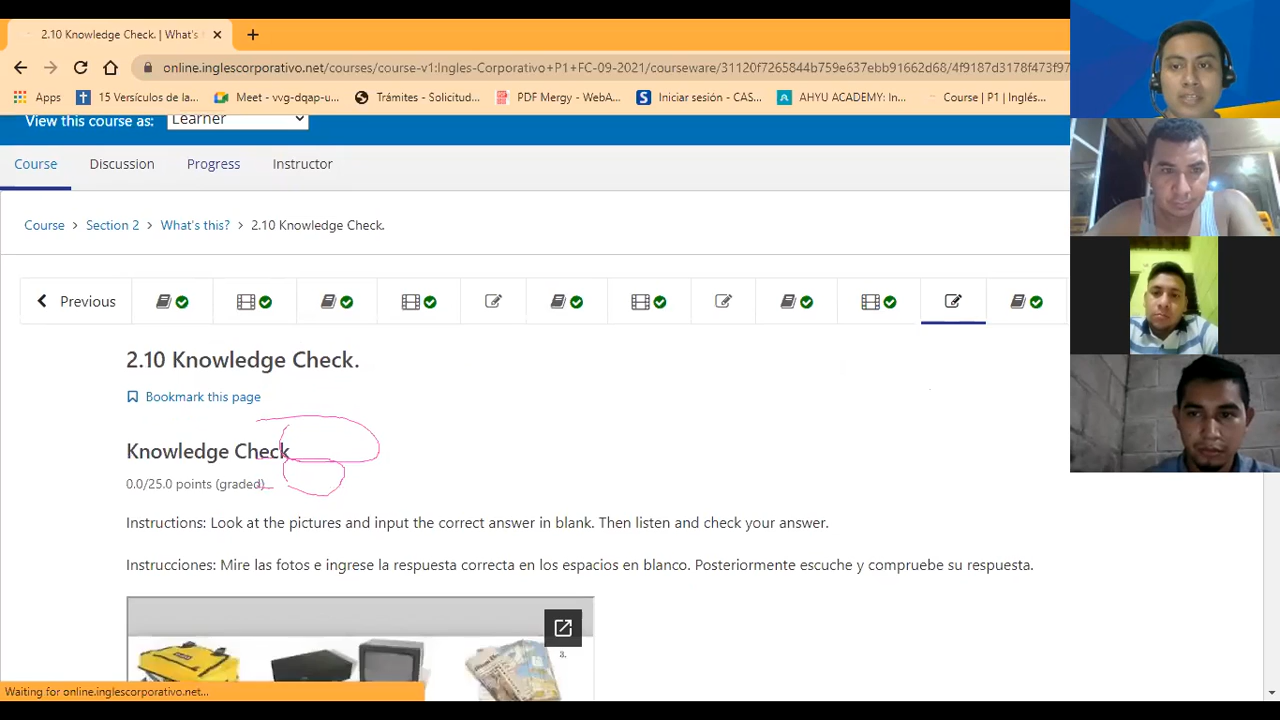 2.10 Knowledge Check. | What's
online.inglescorporativo.net/courses/course-v1:Ingles-Corporativo+P1+FC-09-2021/courseware/31120f7265844b759e637ebb91662d68/4f9187d3178f473f97
Apps 15 Versículos de la... Meet - vvg-dqap-u... Trámites - Solicitud... PDF Mergy - WebA... Iniciar sesión - CAS... AHYU ACADEMY: In... Course | P1 | Inglés...
View this course as: Learner
Course Discussion Progress Instructor
Course > Section 2 > What's this? > 2.10 Knowledge Check.
Previous
2.10 Knowledge Check.
Bookmark this page
Knowledge Check
0.0/25.0 points (graded)
Instructions: Look at the pictures and input the correct answer in blank. Then listen and check your answer.
Instrucciones: Mire las fotos e ingrese la respuesta correcta en los espacios en blanco. Posteriormente escuche y compruebe su respuesta.
3.
Waiting for online.inglescorporativo.net...